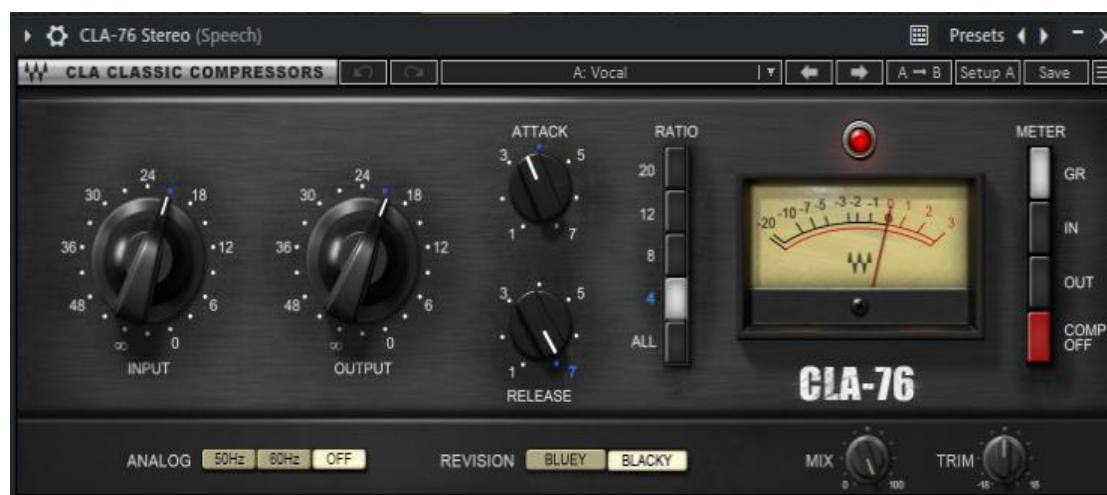 CLA-76 Stereo (Speech) Presets
CLA CLASSIC COMPRESSORS A: Vocal A → B Setup A Save
ATTACK RATIO METER
3 5
1 7
20
12
8
4
ALL
24
30 18
36 12
48 6
∞ 0
INPUT
24
30 18
36 12
48 6
∞ 0
OUTPUT
3 5
1 7
RELEASE
-20 -10 -7 -5 -3 -2 -1 0 1 2 3
GR
IN
OUT
COMP
OFF
CLA-76
ANALOG 50Hz 60Hz OFF REVISION BLUEY BLACKY MIX TRIM
0 100 -18 18